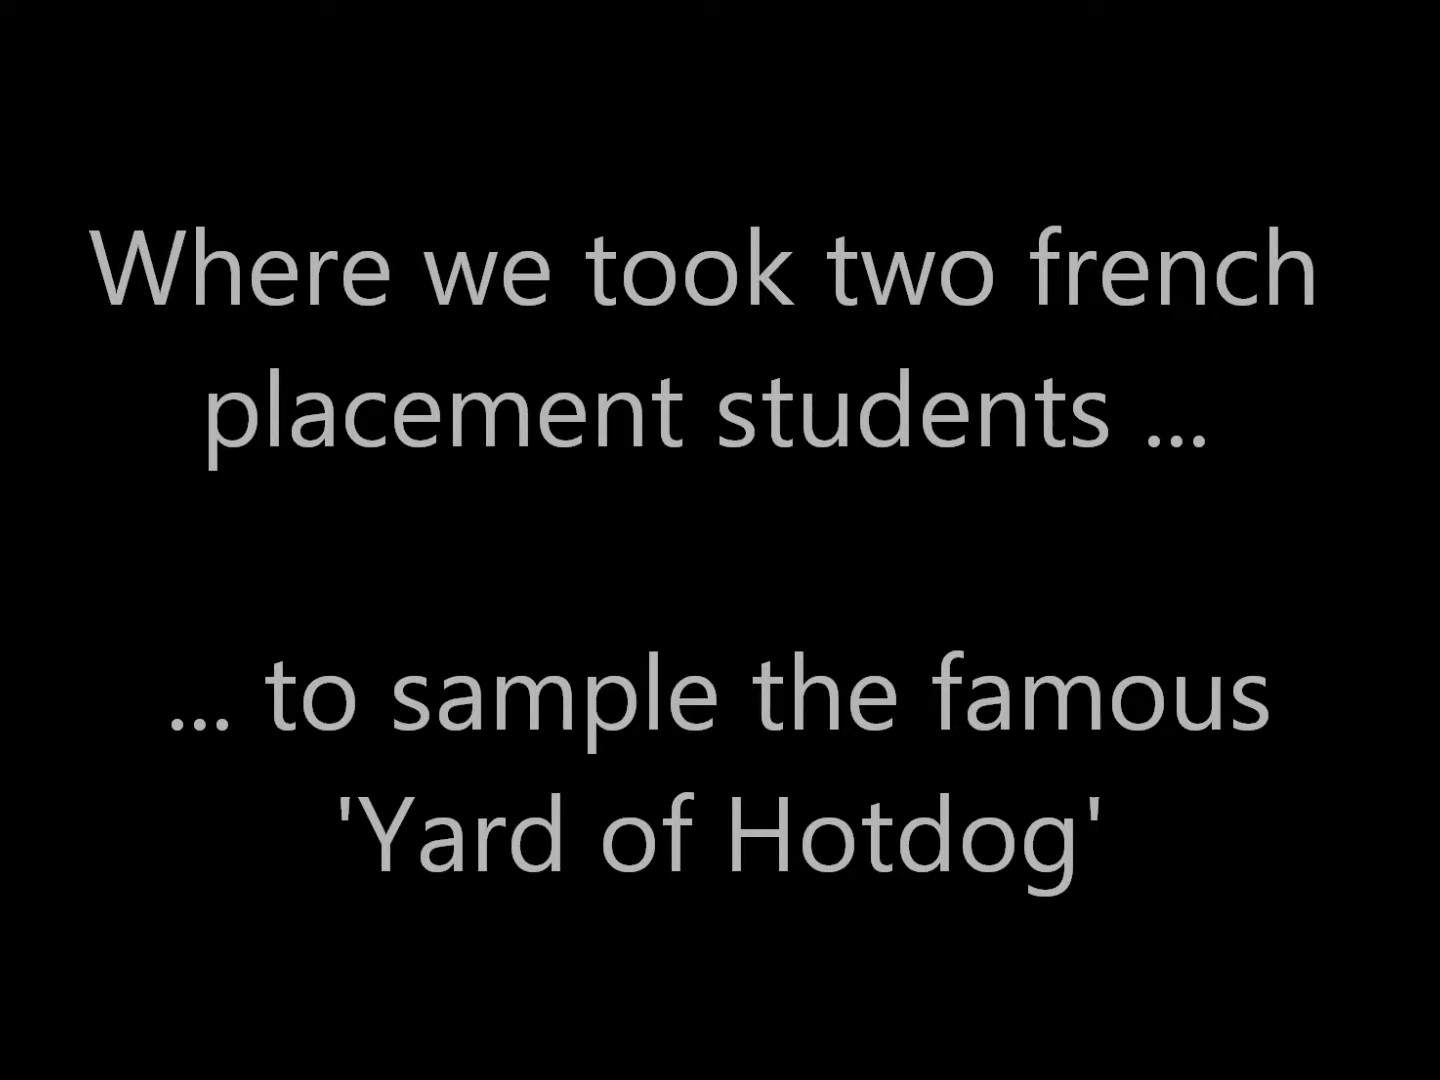 Where we took two french
placement students ...
... to sample the famous
'Yard of Hotdog'